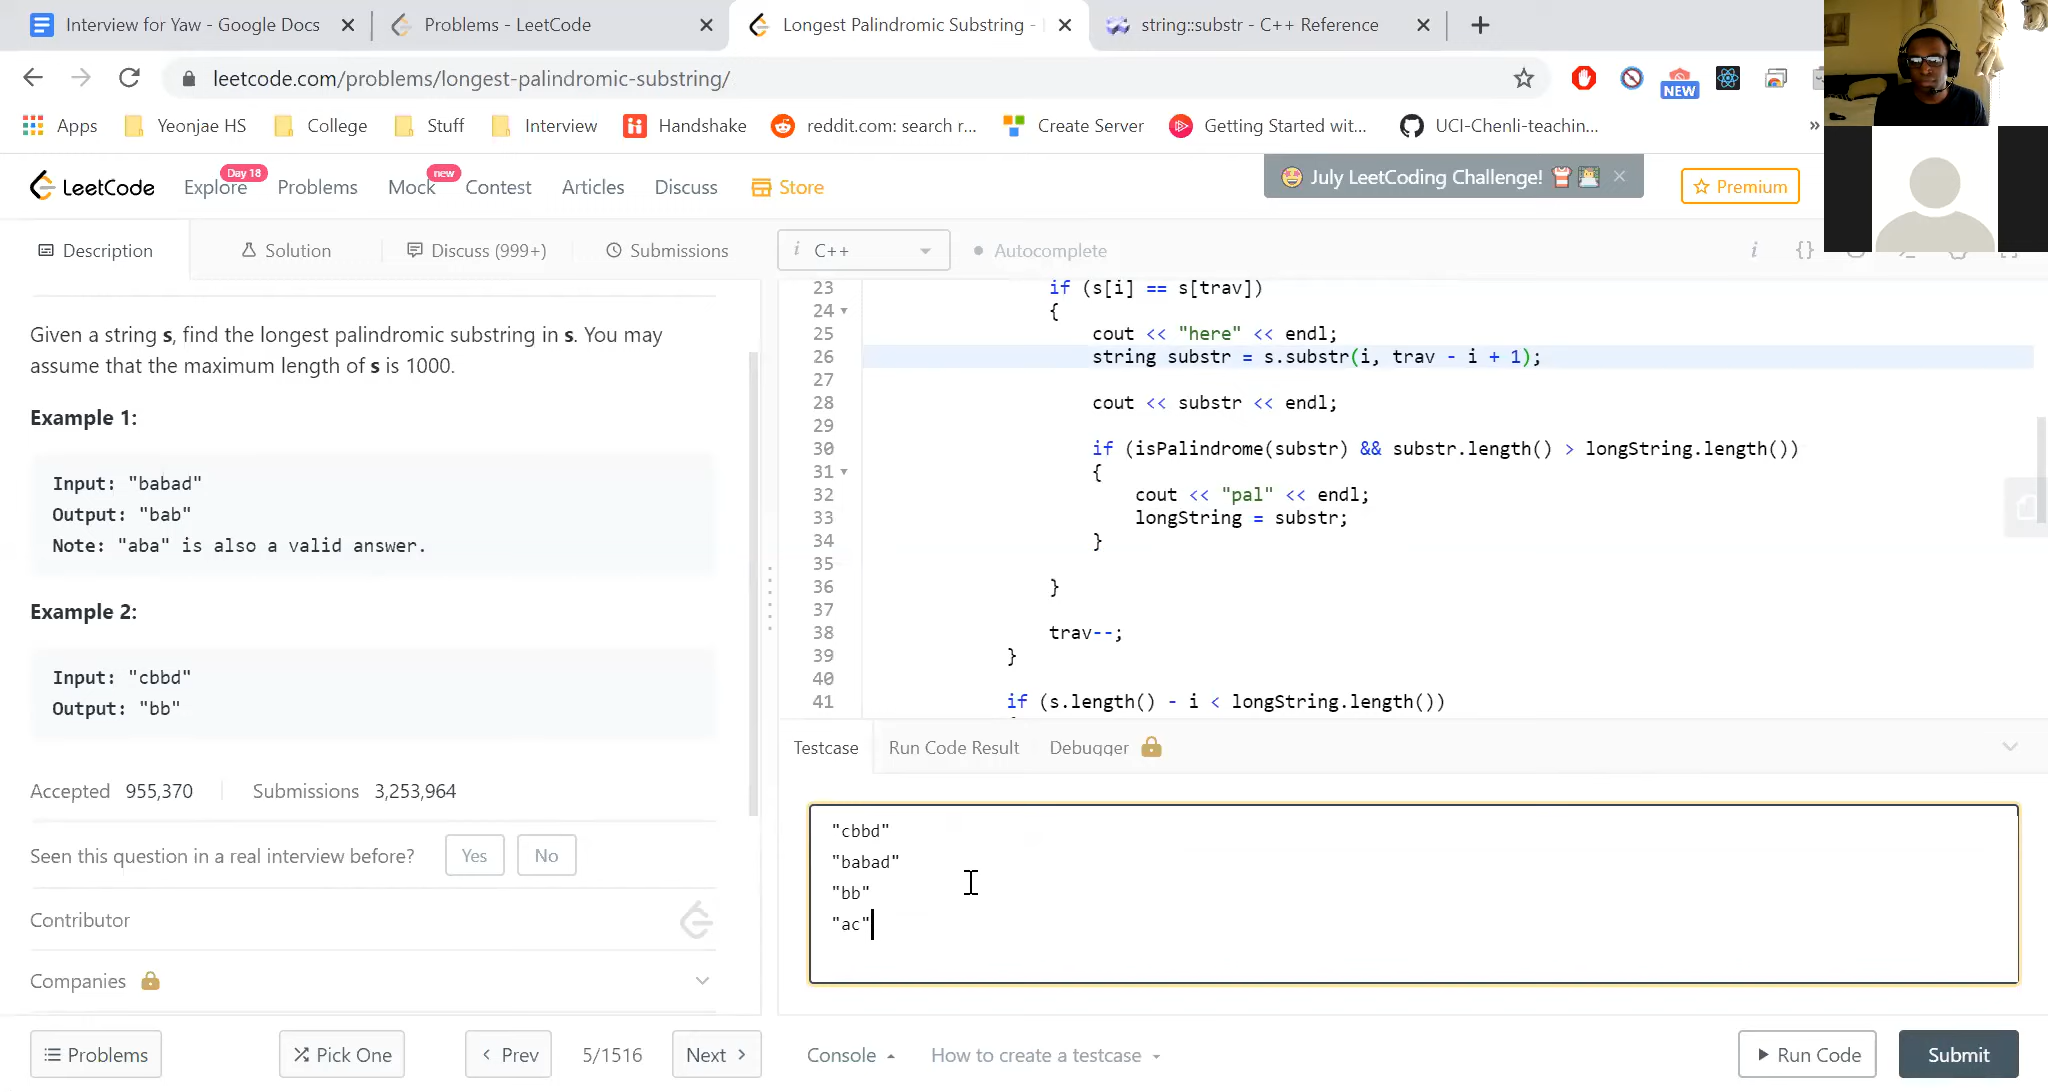 Interview for Yaw - Google Docs
Problems - LeetCode
Longest Palindromic Substring -
string::substr - C++ Reference
leetcode.com/problems/longest-palindromic-substring/
NEW
Apps
Yeonjae HS
College
Stuff
Interview
Handshake
reddit.com: search r...
Create Server
Getting Started wit...
UCI-Chenli-teachin...
»
LeetCode
Explore
Day 18
Problems
Mock
new
Contest
Articles
Discuss
Store
July LeetCoding Challenge!
Premium
Description
Solution
Discuss (999+)
Submissions
i C++
Autocomplete
i {}
Given a string s, find the longest palindromic substring in s. You may
assume that the maximum length of s is 1000.
Example 1:
Input: "babad"
Output: "bab"
Note: "aba" is also a valid answer.
Example 2:
Input: "cbbd"
Output: "bb"
Accepted 955,370
Submissions 3,253,964
Seen this question in a real interview before?
Yes
No
Contributor
Companies
23 if (s[i] == s[trav])
24 {
25 cout << "here" << endl;
26 string substr = s.substr(i, trav - i + 1);
27
28 cout << substr << endl;
29
30 if (isPalindrome(substr) && substr.length() > longString.length())
31 {
32 cout << "pal" << endl;
33 longString = substr;
34 }
35
36 }
37
38 trav--;
39 }
40
41 if (s.length() - i < longString.length())
Testcase
Run Code Result
Debugger
"cbbd"
"babad"
"bb"
"ac"
Problems
Pick One
Prev
5/1516
Next
Console
How to create a testcase
Run Code
Submit